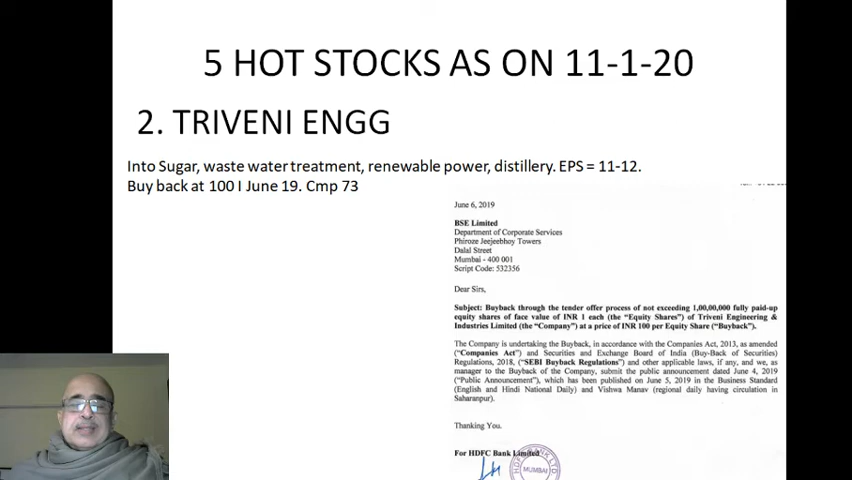 5 HOT STOCKS AS ON 11-1-20
2. TRIVENI ENGG
Into Sugar, waste water treatment, renewable power, distillery. EPS = 11-12.
Buy back at 100 I June 19. Cmp 73
June 6, 2019
BSE Limited
Department of Corporate Services
Phiroze Jeejeebhoy Towers
Dalal Street
Mumbai - 400 001
Script Code: 532356
Dear Sirs,
Subject: Buyback through the tender offer process of not exceeding 1,00,00,000 fully paid-up
equity shares of face value of INR 1 each (the "Equity Shares") of Triveni Engineering &
Industries Limited (the "Company") at a price of INR 100 per Equity Share ("Buyback").
The Company is undertaking the Buyback, in accordance with the Companies Act, 2013, as amended
("Companies Act") and Securities and Exchange Board of India (Buy-Back of Securities)
Regulations, 2018, ("SEBI Buyback Regulations") and other applicable laws, if any, and we, as
manager to the Buyback of the Company, submit the public announcement dated June 4, 2019
("Public Announcement"), which has been published on June 5, 2019 in the Business Standard
(English and Hindi National Daily) and Vishwa Manav (regional daily having circulation in
Saharanpur).
Thanking You.
For HDFC Bank Limited
HDFC BANK LTD
MUMBAI